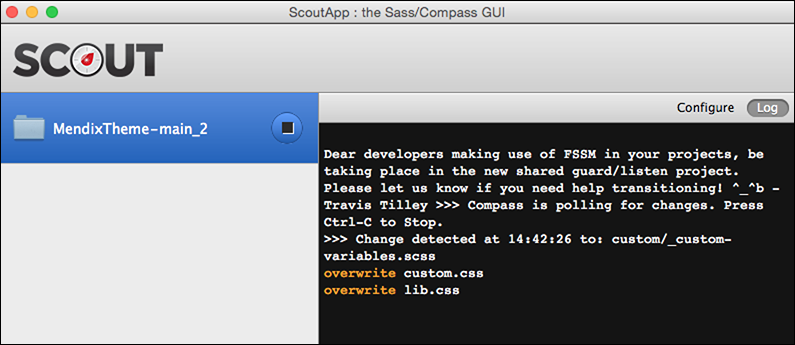 ScoutApp : the Sass/Compass GUI
SCOUT
MendixTheme-main_2
Configure
Log
Dear developers making use of FSSM in your projects, be
taking place in the new shared guard/listen project.
Please let us know if you need help transitioning! ^_^b -
Travis Tilley >>> Compass is polling for changes. Press
Ctrl-C to Stop.
>>> Change detected at 14:42:26 to: custom/_custom-
variables.scss
overwrite custom.css
overwrite lib.css